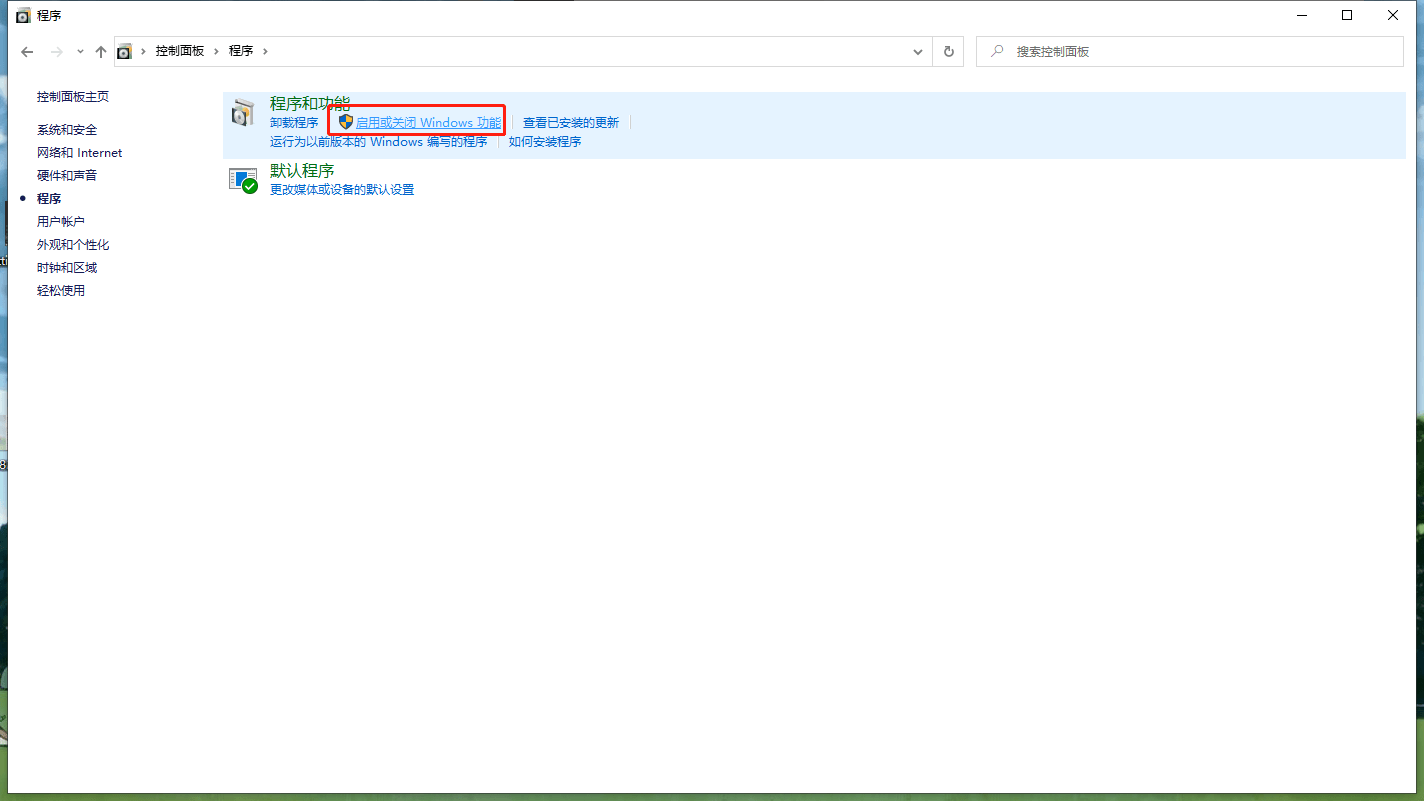 程序
控制面板 程序
搜索控制面板
控制面板主页
系统和安全
网络和 Internet
硬件和声音
程序
用户帐户
外观和个性化
时钟和区域
轻松使用
程序和功能
卸载程序 启用或关闭 Windows 功能 查看已安装的更新
运行为以前版本的 Windows 编写的程序 如何安装程序
默认程序
更改媒体或设备的默认设置